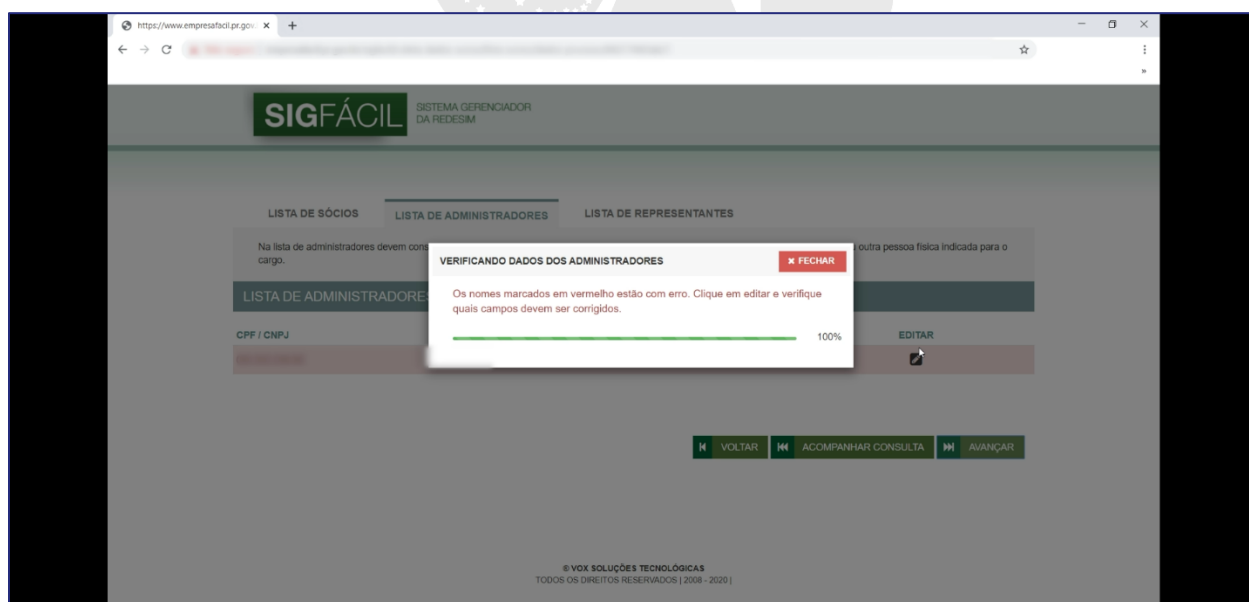 https://www.empresafacil.pr.gov.
SIGFÁCIL
SISTEMA GERENCIADOR
DA REDESIM
LISTA DE SÓCIOS
LISTA DE ADMINISTRADORES
LISTA DE REPRESENTANTES
Na lista de administradores devem cons
outra pessoa física indicada para o
cargo.
VERIFICANDO DADOS DOS ADMINISTRADORES
× FECHAR
LISTA DE ADMINISTRADORE
Os nomes marcados em vermelho estão com erro. Clique em editar e verifique
quais campos devem ser corrigidos.
100%
CPF / CNPJ
EDITAR
VOLTAR
ACOMPANHAR CONSULTA
AVANÇAR
© VOX SOLUÇÕES TECNOLÓGICAS
TODOS OS DIREITOS RESERVADOS | 2008 - 2020 |